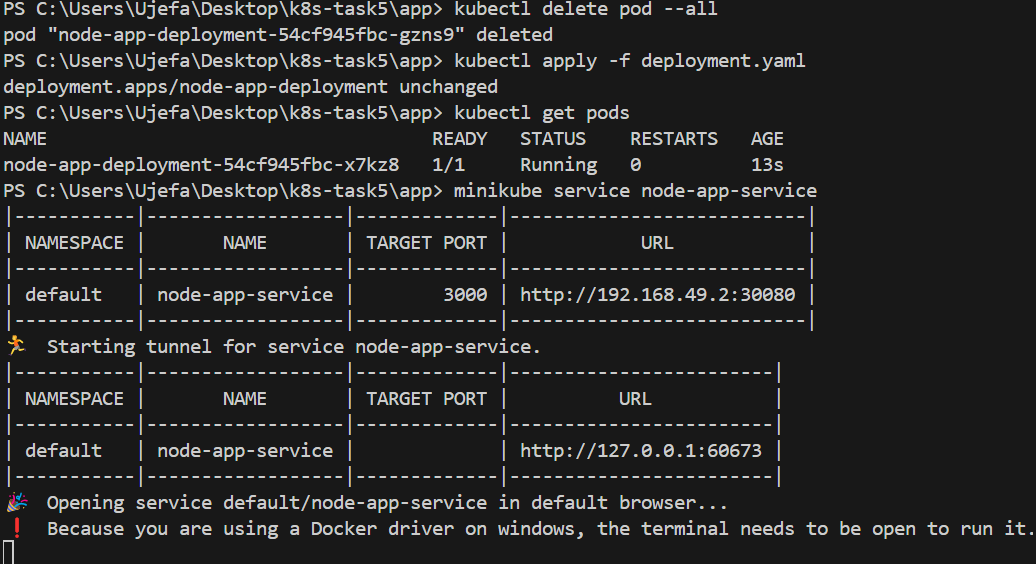 PS C:\Users\Ujefa\Desktop\k8s-task5\app> kubectl delete pod --all
pod "node-app-deployment-54cf945fbc-gzns9" deleted
PS C:\Users\Ujefa\Desktop\k8s-task5\app> kubectl apply -f deployment.yaml
deployment.apps/node-app-deployment unchanged
PS C:\Users\Ujefa\Desktop\k8s-task5\app> kubectl get pods
NAME                                   READY   STATUS    RESTARTS   AGE
node-app-deployment-54cf945fbc-x7kz8   1/1     Running   0          13s
PS C:\Users\Ujefa\Desktop\k8s-task5\app> minikube service node-app-service
|-----------|------------------|-------------|---------------------------|
| NAMESPACE |       NAME       | TARGET PORT |            URL            |
|-----------|------------------|-------------|---------------------------|
| default   | node-app-service |        3000 | http://192.168.49.2:30080 |
|-----------|------------------|-------------|---------------------------|
🏃  Starting tunnel for service node-app-service.
|-----------|------------------|-------------|------------------------|
| NAMESPACE |       NAME       | TARGET PORT |          URL           |
|-----------|------------------|-------------|------------------------|
| default   | node-app-service |             | http://127.0.0.1:60673 |
|-----------|------------------|-------------|------------------------|
🎉  Opening service default/node-app-service in default browser...
❗  Because you are using a Docker driver on windows, the terminal needs to be open to run it.